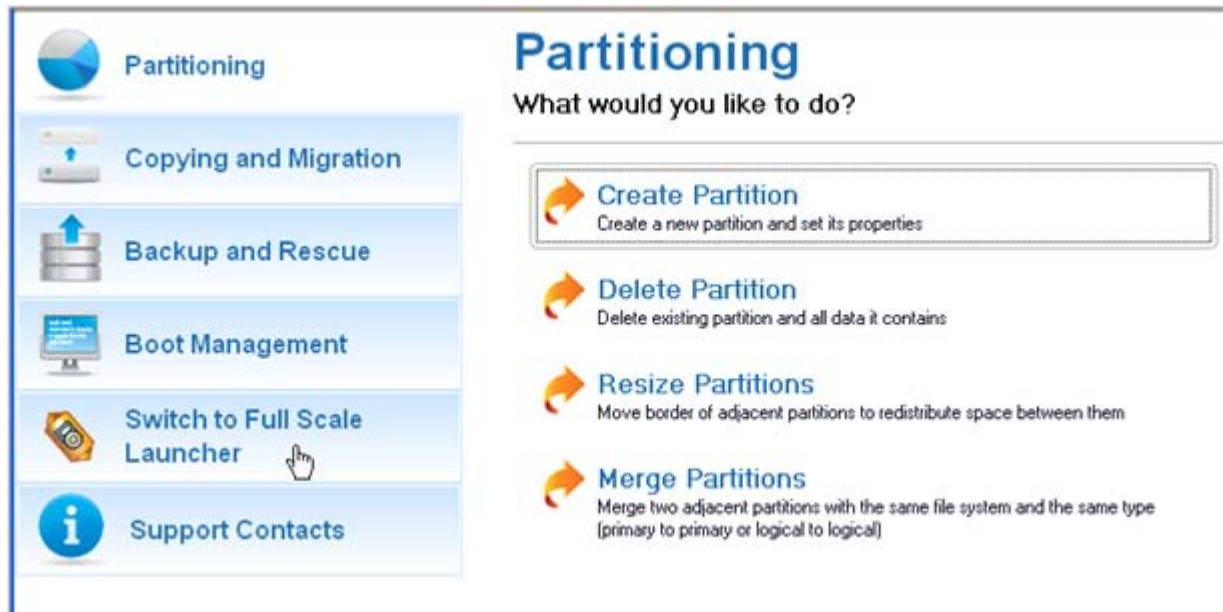 Partitioning
Copying and Migration
Backup and Rescue
Boot Management
Switch to Full Scale
Launcher
Support Contacts
Partitioning
What would you like to do?
Create Partition
Create a new partition and set its properties
Delete Partition
Delete existing partition and all data it contains
Resize Partitions
Move border of adjacent partitions to redistribute space between them
Merge Partitions
Merge two adjacent partitions with the same file system and the same type
(primary to primary or logical to logical)